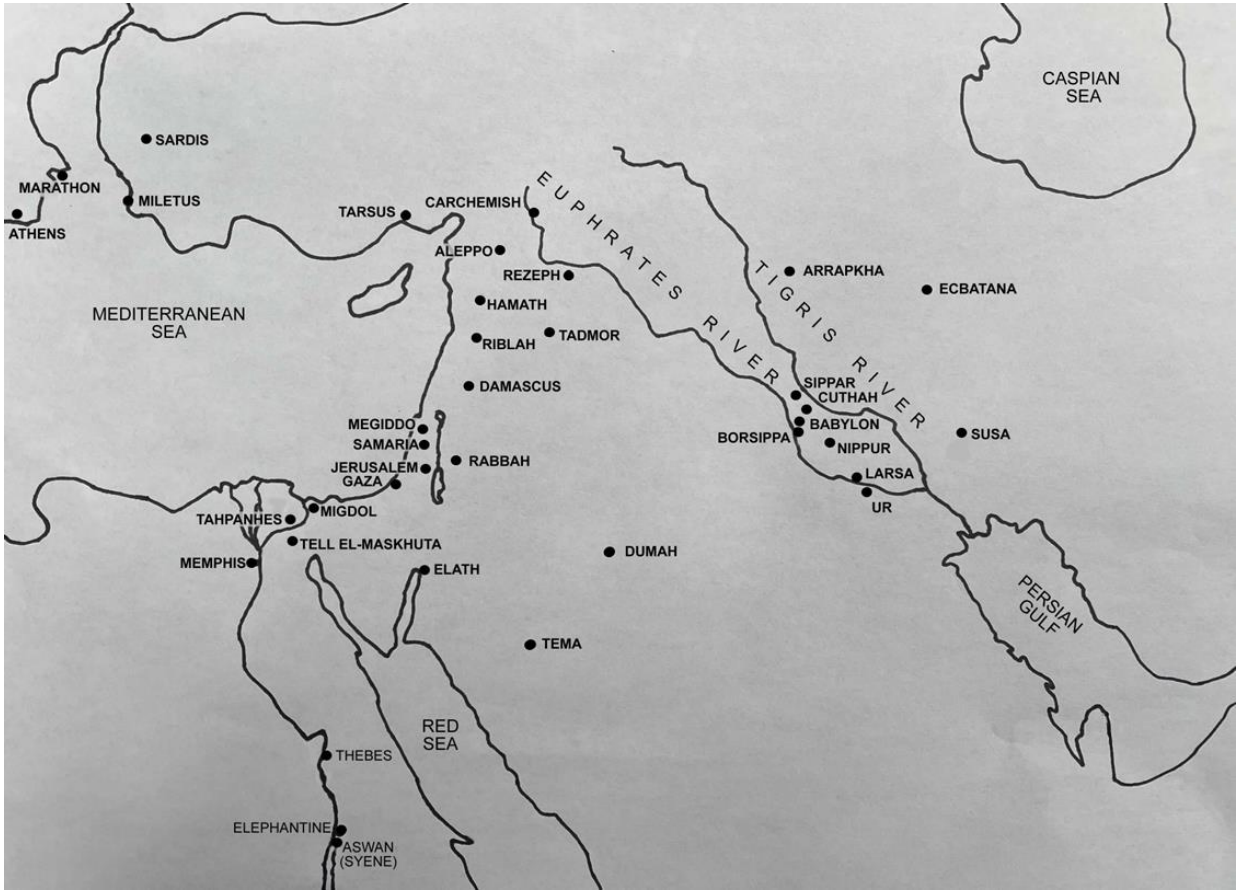 CASPIAN
SEA
SARDIS
MARATHON
MILETUS
ATHENS
TARSUS
CARCHEMISH
EUPHRATES RIVER
ALEPPO
REZEPH
TIGRIS RIVER
ARRAPKHA
ECBATANA
HAMATH
MEDITERRANEAN
SEA
RIBLAH
TADMOR
DAMASCUS
SIPPAR
CUTHAH
MEGIDDO
BABYLON
SAMARIA
BORSIPPA
SUSA
NIPPUR
JERUSALEM
RABBAH
GAZA
LARSA
UR
MIGDOL
TAHPANHES
TELL EL-MASKHUTA
DUMAH
MEMPHIS
ELATH
PERSIAN
GULF
TEMA
RED
SEA
THEBES
ELEPHANTINE
ASWAN
(SYENE)